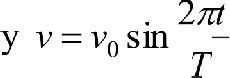 y v = v₀ sin 2πt/T